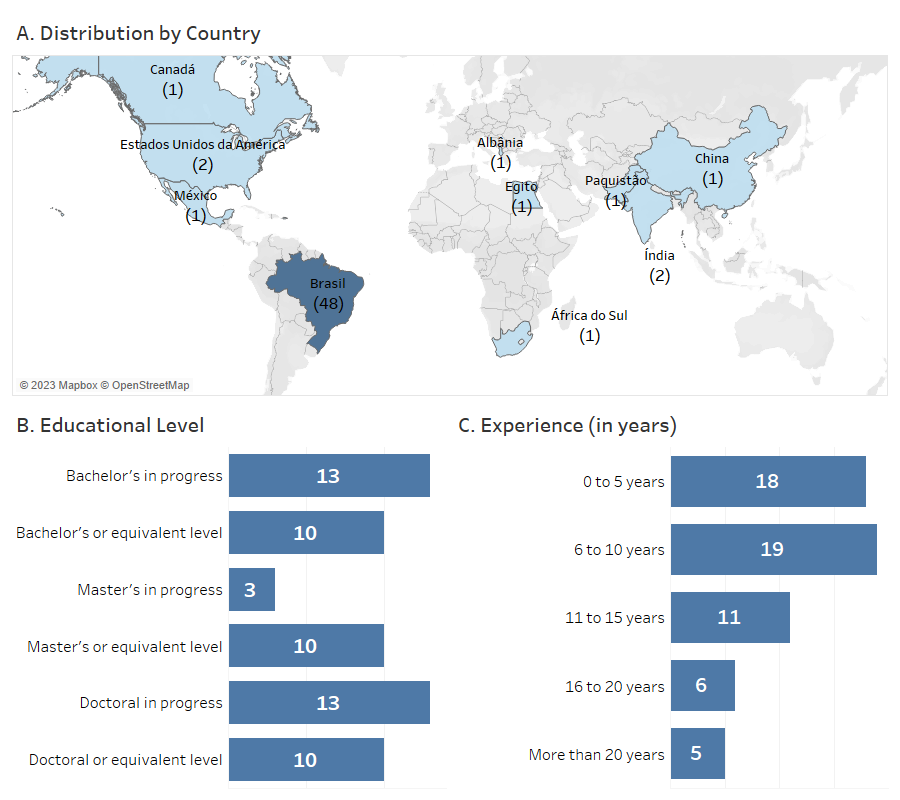 A. Distribution by Country
Canadá
(1)
Estados Unidos da América
(2)
México
(1)
Albânia
(1)
Egito
(1)
Paquistão
(1)
China
(1)
Índia
(2)
Brasil
(48)
África do Sul
(1)
© 2023 Mapbox © OpenStreetMap
B. Educational Level
Bachelor's in progress 13
Bachelor's or equivalent level 10
Master's in progress 3
Master's or equivalent level 10
Doctoral in progress 13
Doctoral or equivalent level 10
C. Experience (in years)
0 to 5 years 18
6 to 10 years 19
11 to 15 years 11
16 to 20 years 6
More than 20 years 5